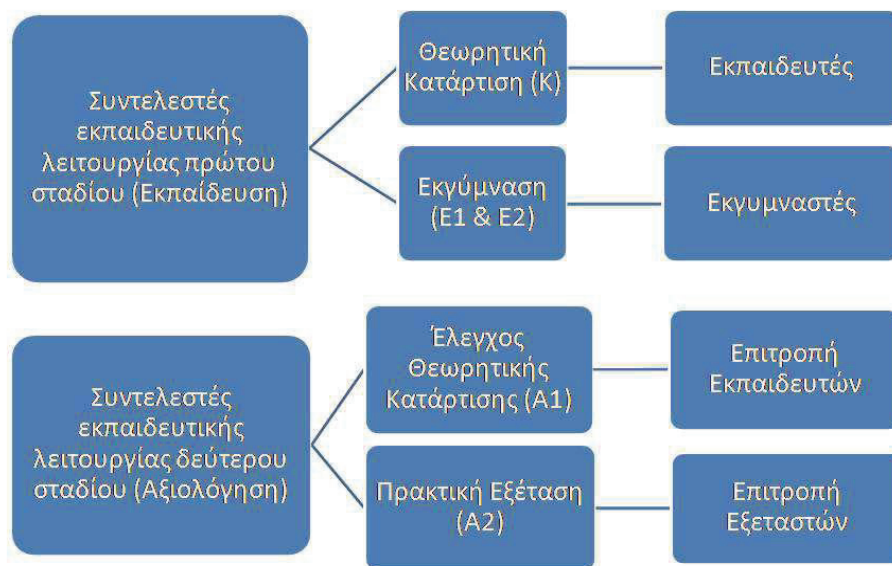 Συντελεστές
εκπαιδευτικής
λειτουργίας πρώτου
σταδίου (Εκπαίδευση)
Θεωρητική
Κατάρτιση (Κ)
Εκπαιδευτές
Εκγύμναση
(Ε1 & Ε2)
Εκγυμναστές
Συντελεστές
εκπαιδευτικής
λειτουργίας δεύτερου
σταδίου (Αξιολόγηση)
Έλεγχος
Θεωρητικής
Κατάρτισης (Α1)
Επιτροπή
Εκπαιδευτών
Πρακτική Εξέταση
(Α2)
Επιτροπή
Εξεταστών